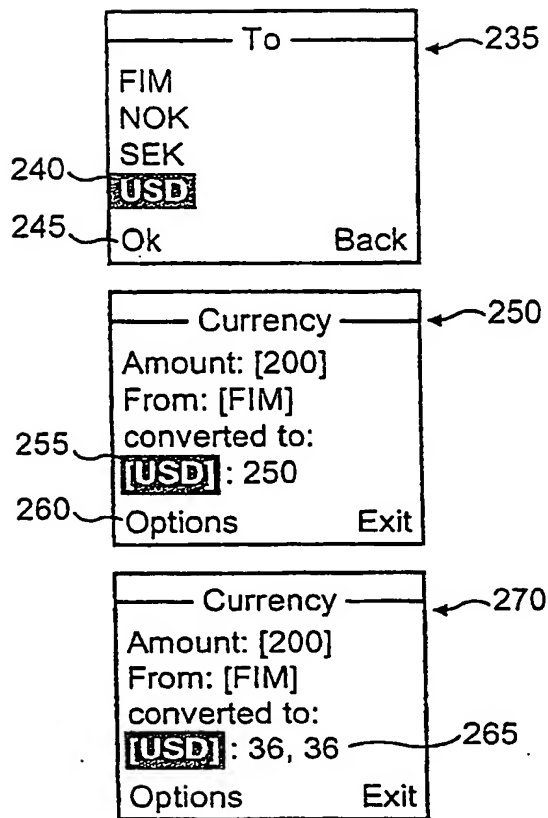 To
235
FIM
NOK
SEK
240
USD
245
Ok Back
Currency
250
Amount: [200]
From: [FIM]
converted to:
255
[USD] : 250
260
Options Exit
Currency
270
Amount: [200]
From: [FIM]
converted to:
[USD] : 36, 36
265
Options Exit